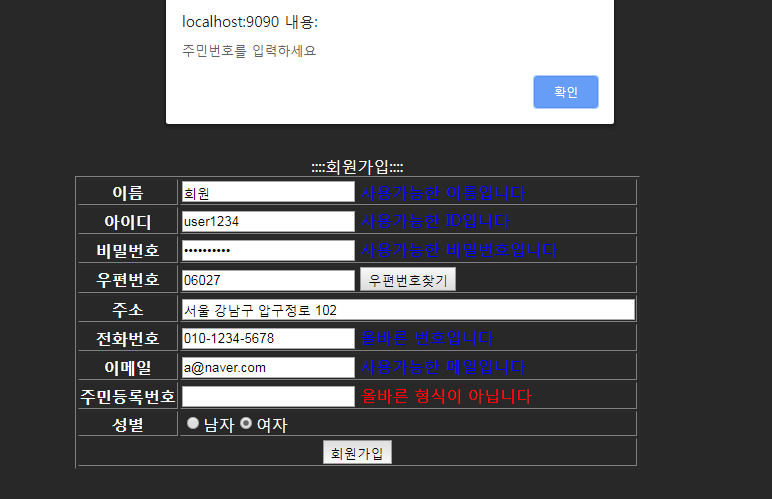 localhost:9090 내용:
주민번호를 입력하세요
확인
::::회원가입::::
이름 회원 사용가능한 이름입니다
아이디 user1234 사용가능한 ID입니다
비밀번호 •••••••••• 사용가능한 비밀번호입니다
우편번호 06027 우편번호찾기
주소 서울 강남구 압구정로 102
전화번호 010-1234-5678 올바른 번호입니다
이메일 a@naver.com 사용가능한 메일입니다
주민등록번호 올바른 형식이 아닙니다
성별 남자 여자
회원가입